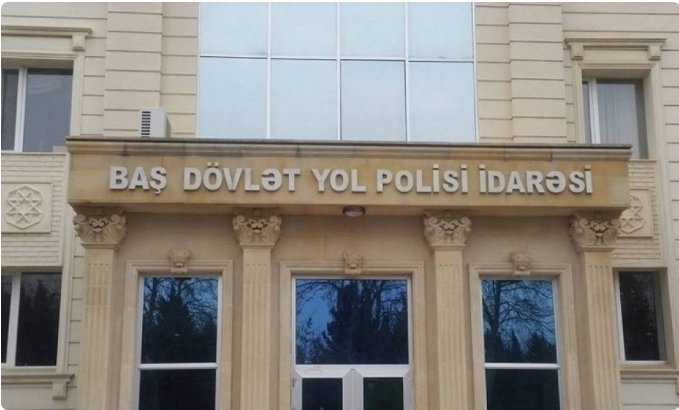 BAŞ DÖVLƏT YOL POLİSİ İDARƏSİ